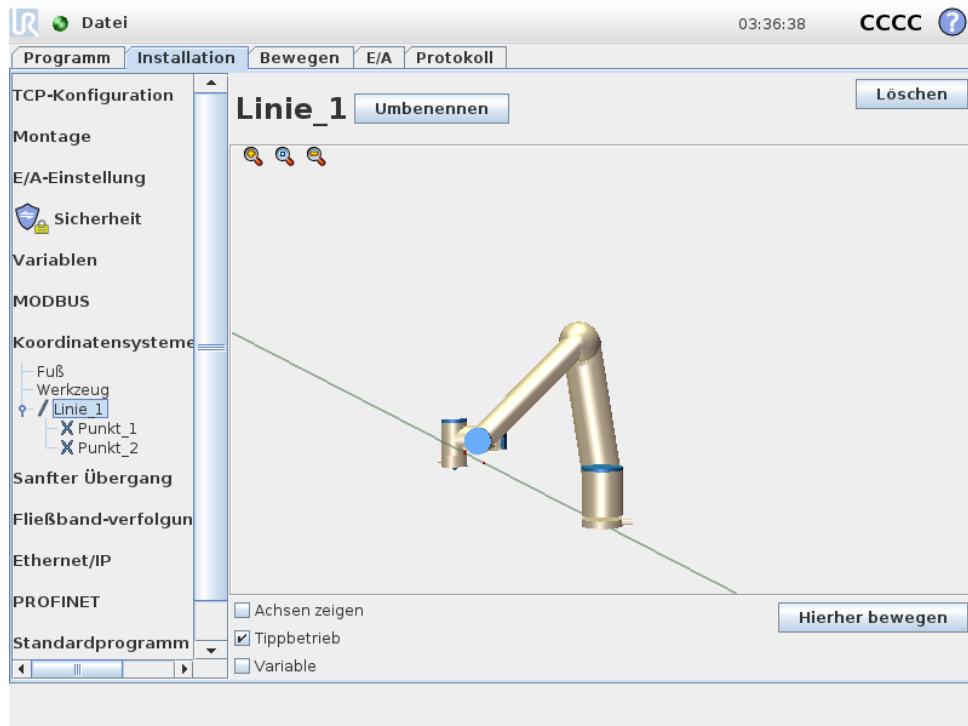 UR Datei 03:36:38 CCCC ?
Programm Installation Bewegen E/A Protokoll
TCP-Konfiguration
Montage
E/A-Einstellung
Sicherheit
Variablen
MODBUS
Koordinatensysteme
Fuß
Werkzeug
Linie_1
Punkt_1
Punkt_2
Sanfter Übergang
Fließband-verfolgun
Ethernet/IP
PROFINET
Standardprogramm
Linie_1 Umbenennen Löschen
Achsen zeigen
Tippbetrieb
Variable
Hierher bewegen